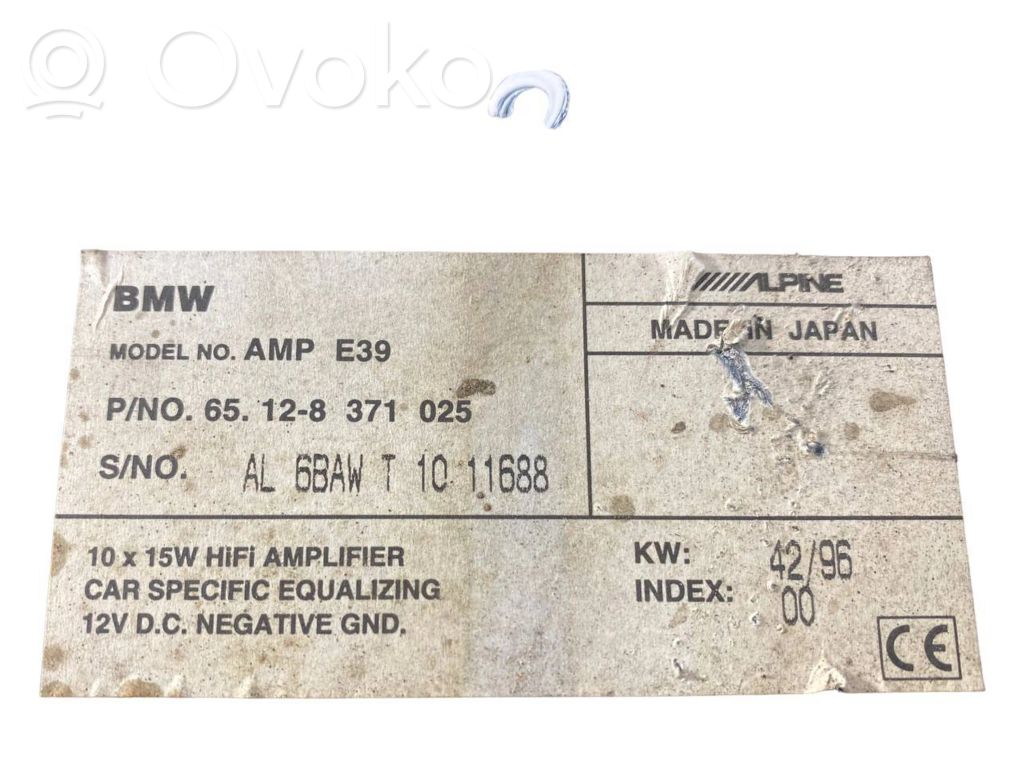 Ovoko
BMW
MODEL NO. AMP E39
P/NO. 65. 12-8 371 025
S/NO. AL 6BAW T 10 11688
ALPINE
MADE IN JAPAN
10 x 15W HiFi AMPLIFIER
CAR SPECIFIC EQUALIZING
12V D.C. NEGATIVE GND.
KW: 42/96
INDEX: 00
CE